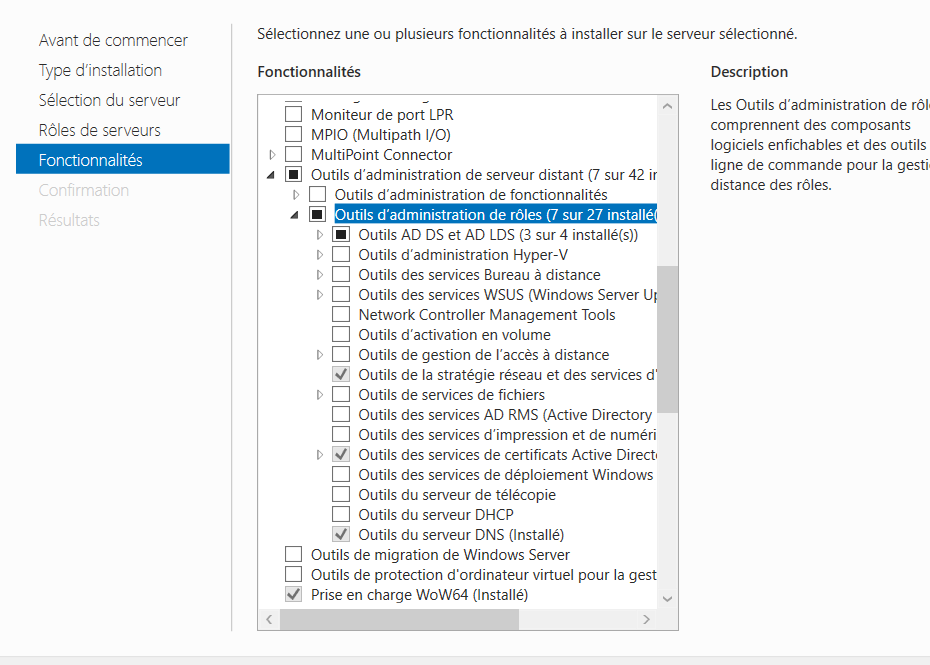 Avant de commencer
Type d’installation
Sélection du serveur
Rôles de serveurs
Fonctionnalités
Confirmation
Résultats
Sélectionnez une ou plusieurs fonctionnalités à installer sur le serveur sélectionné.
Fonctionnalités
Moniteur de port LPR
MPIO (Multipath I/O)
MultiPoint Connector
Outils d’administration de serveur distant (7 sur 42 in
Outils d’administration de fonctionnalités
Outils d’administration de rôles (7 sur 27 installé(
Outils AD DS et AD LDS (3 sur 4 installé(s))
Outils d’administration Hyper-V
Outils des services Bureau à distance
Outils des services WSUS (Windows Server Up
Network Controller Management Tools
Outils d’activation en volume
Outils de gestion de l’accès à distance
Outils de la stratégie réseau et des services d'
Outils de services de fichiers
Outils des services AD RMS (Active Directory
Outils des services d’impression et de numéri
Outils des services de certificats Active Directo
Outils des services de déploiement Windows
Outils du serveur de télécopie
Outils du serveur DHCP
Outils du serveur DNS (Installé)
Outils de migration de Windows Server
Outils de protection d'ordinateur virtuel pour la gest
Prise en charge WoW64 (Installé)
Description
Les Outils d’administration de rôle
comprennent des composants
logiciels enfichables et des outils
ligne de commande pour la gesti
distance des rôles.